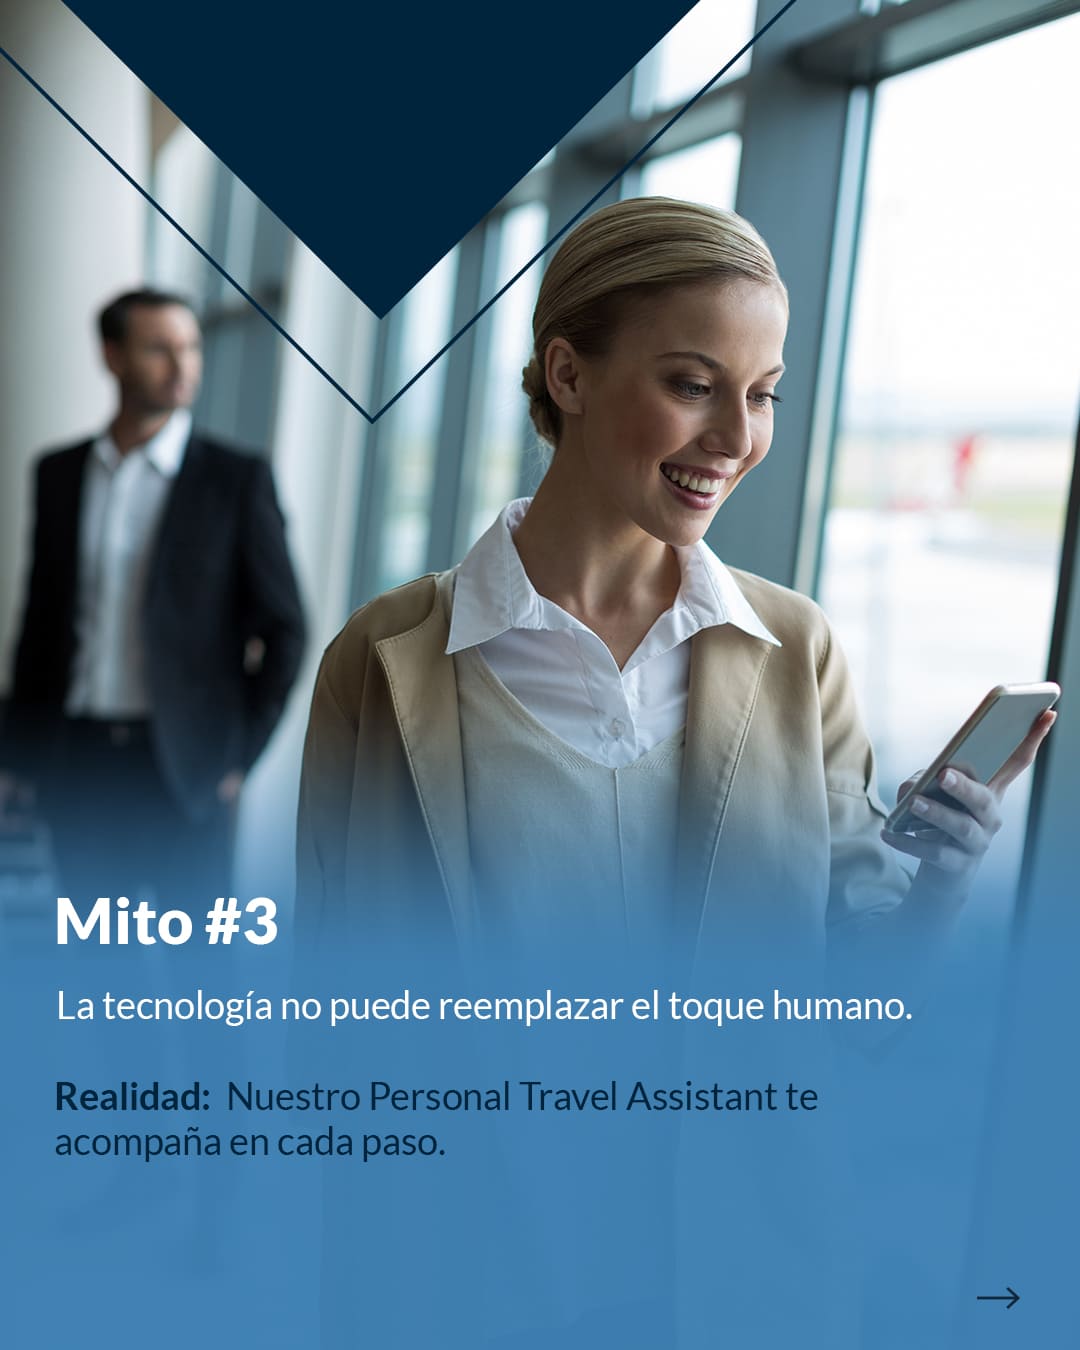 Mito #3
La tecnología no puede reemplazar el toque humano.
Realidad: Nuestro Personal Travel Assistant te
acompaña en cada paso.